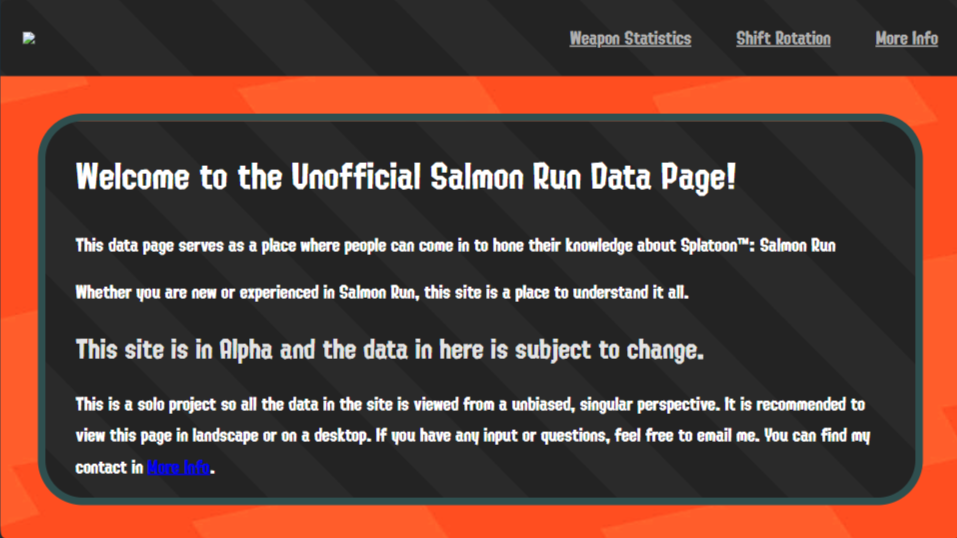 Weapon Statistics Shift Rotation More Info
Welcome to the Unofficial Salmon Run Data Page!
This data page serves as a place where people can come in to hone their knowledge about Splatoon™: Salmon Run
Whether you are new or experienced in Salmon Run, this site is a place to understand it all.
This site is in Alpha and the data in here is subject to change.
This is a solo project so all the data in the site is viewed from a unbiased, singular perspective. It is recommended to
view this page in landscape or on a desktop. If you have any input or questions, feel free to email me. You can find my
contact in More Info.